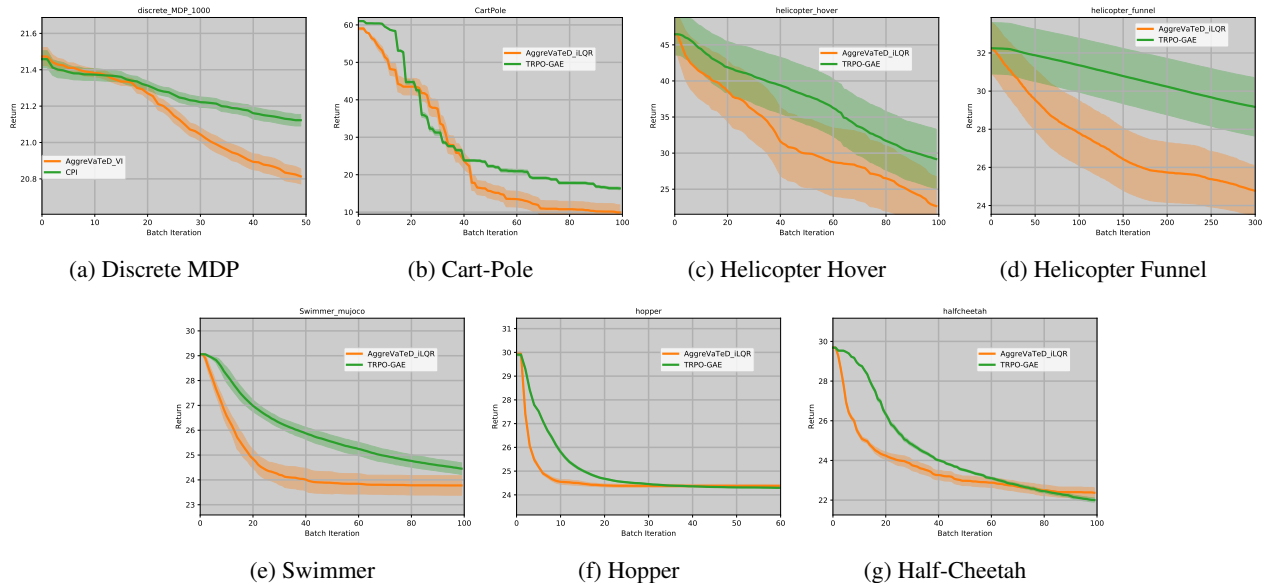 discrete_MDP_1000
21.6
21.4
21.2
21.0
20.8
Return
AggreVaTeD_VI
CPI
0 10 20 30 40 50
Batch Iteration
(a) Discrete MDP
CartPole
60
50
40
30
20
10
Return
AggreVaTeD_iLQR
TRPO-GAE
0 20 40 60 80 100
Batch Iteration
(b) Cart-Pole
helicopter_hover
45
40
35
30
25
Return
AggreVaTeD_iLQR
TRPO-GAE
0 20 40 60 80 100
Batch Iteration
(c) Helicopter Hover
helicopter_funnel
32
30
28
26
24
Return
AggreVaTeD_iLQR
TRPO-GAE
0 50 100 150 200 250 300
Batch Iteration
(d) Helicopter Funnel
Swimmer_mujoco
30
29
28
27
26
25
24
23
Return
AggreVaTeD_iLQR
TRPO-GAE
0 20 40 60 80 100
Batch Iteration
(e) Swimmer
hopper
31
30
29
28
27
26
25
24
Return
AggreVaTeD_iLQR
TRPO-GAE
0 10 20 30 40 50 60
Batch Iteration
(f) Hopper
halfcheetah
30
28
26
24
22
Return
AggreVaTeD_iLQR
TRPO-GAE
0 20 40 60 80 100
Batch Iteration
(g) Half-Cheetah